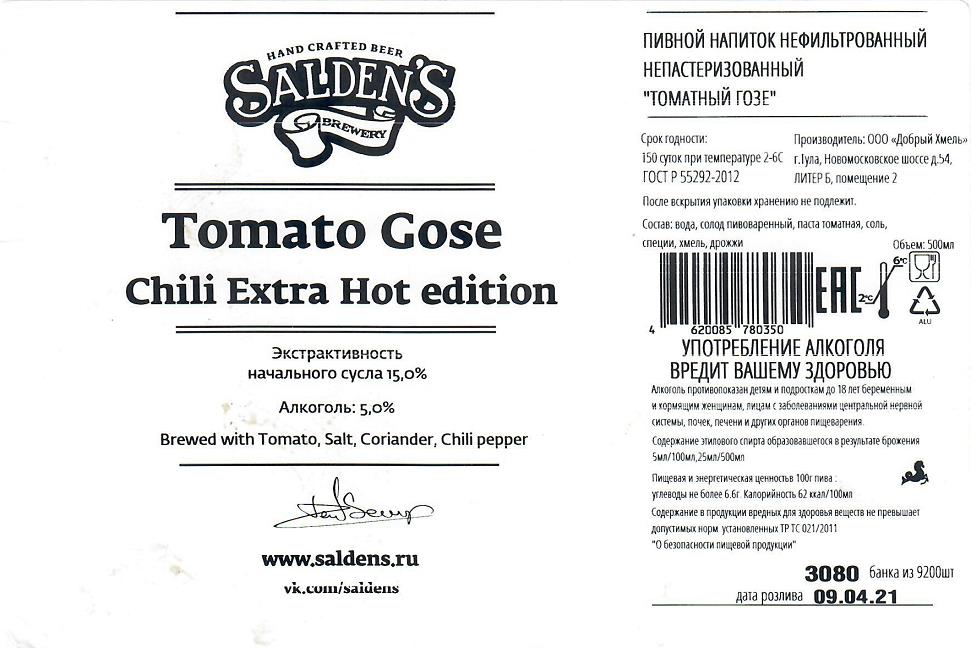 HAND CRAFTED BEER
SALDEN'S
BREWERY
Tomato Gose
Chili Extra Hot edition
Экстрактивность
начального сусла 15,0%
Алкоголь: 5,0%
Brewed with Tomato, Salt, Coriander, Chili pepper
www.saldens.ru
vk.com/saldens
ПИВНОЙ НАПИТОК НЕФИЛЬТРОВАННЫЙ
НЕПАСТЕРИЗОВАННЫЙ
"ТОМАТНЫЙ ГОЗЕ"
Срок годности:
150 суток при температуре 2-6С
ГОСТ Р 55292-2012
Производитель: ООО «Добрый Хмель»
г.Тула, Новомосковское шоссе д.54,
ЛИТЕР Б, помещение 2
После вскрытия упаковки хранению не подлежит.
Состав: вода, солод пивоваренный, паста томатная, соль,
специи, хмель, дрожжи
Объем: 500мл
4 620085 780350
EAC
6°C
2°C
ALU
УПОТРЕБЛЕНИЕ АЛКОГОЛЯ
ВРЕДИТ ВАШЕМУ ЗДОРОВЬЮ
Алкоголь противопоказан детям и подросткам до 18 лет беременным
и кормящим женщинам, лицам с заболеваниями центральной нервной
системы, почек, печени и других органов пищеварения.
Содержание этилового спирта образовавшегося в результате брожения
5мл/100мл,25мл/500мл
Пищевая и энергетическая ценностьв 100г пива :
углеводы не более 6.6г. Калорийность 62 ккал/100мл
Содержание в продукции вредных для здоровья веществ не превышает
допустимых норм установленных ТР ТС 021/2011
"О безопасности пищевой продукции"
3080 банка из 9200шт
дата розлива 09.04.21